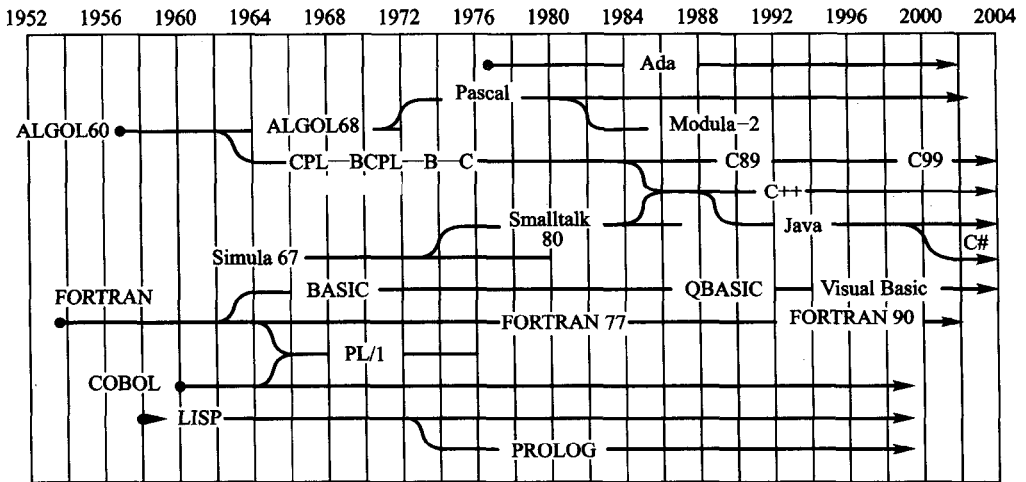 1952 1956 1960 1964 1968 1972 1976 1980 1984 1988 1992 1996 2000 2004
Ada
Pascal
ALGOL60 ALGOL68 Modula-2
CPL BCPL B C C89 C99
C++
Smalltalk
80
Java
C#
Simula 67
FORTRAN BASIC QBASIC Visual Basic
FORTRAN 77 FORTRAN 90
PL/1
COBOL
LISP
PROLOG